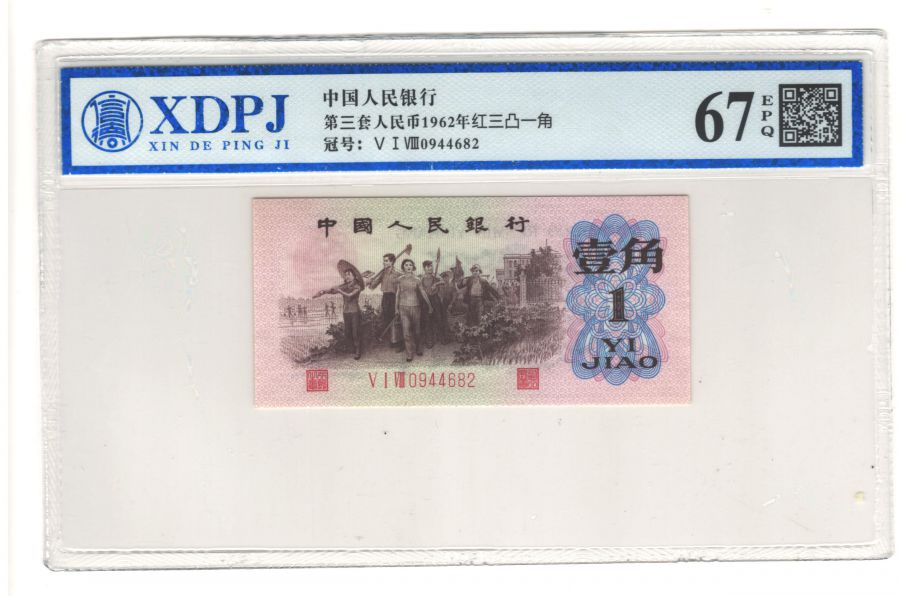 XDPJ
XIN DE PING JI
中国人民银行
第三套人民币1962年红三凸一角
冠号：ⅤⅠⅧ0944682
67
EPQ
中國人民銀行
壹角
1
YI
JIAO
ⅤⅠⅧ0944682